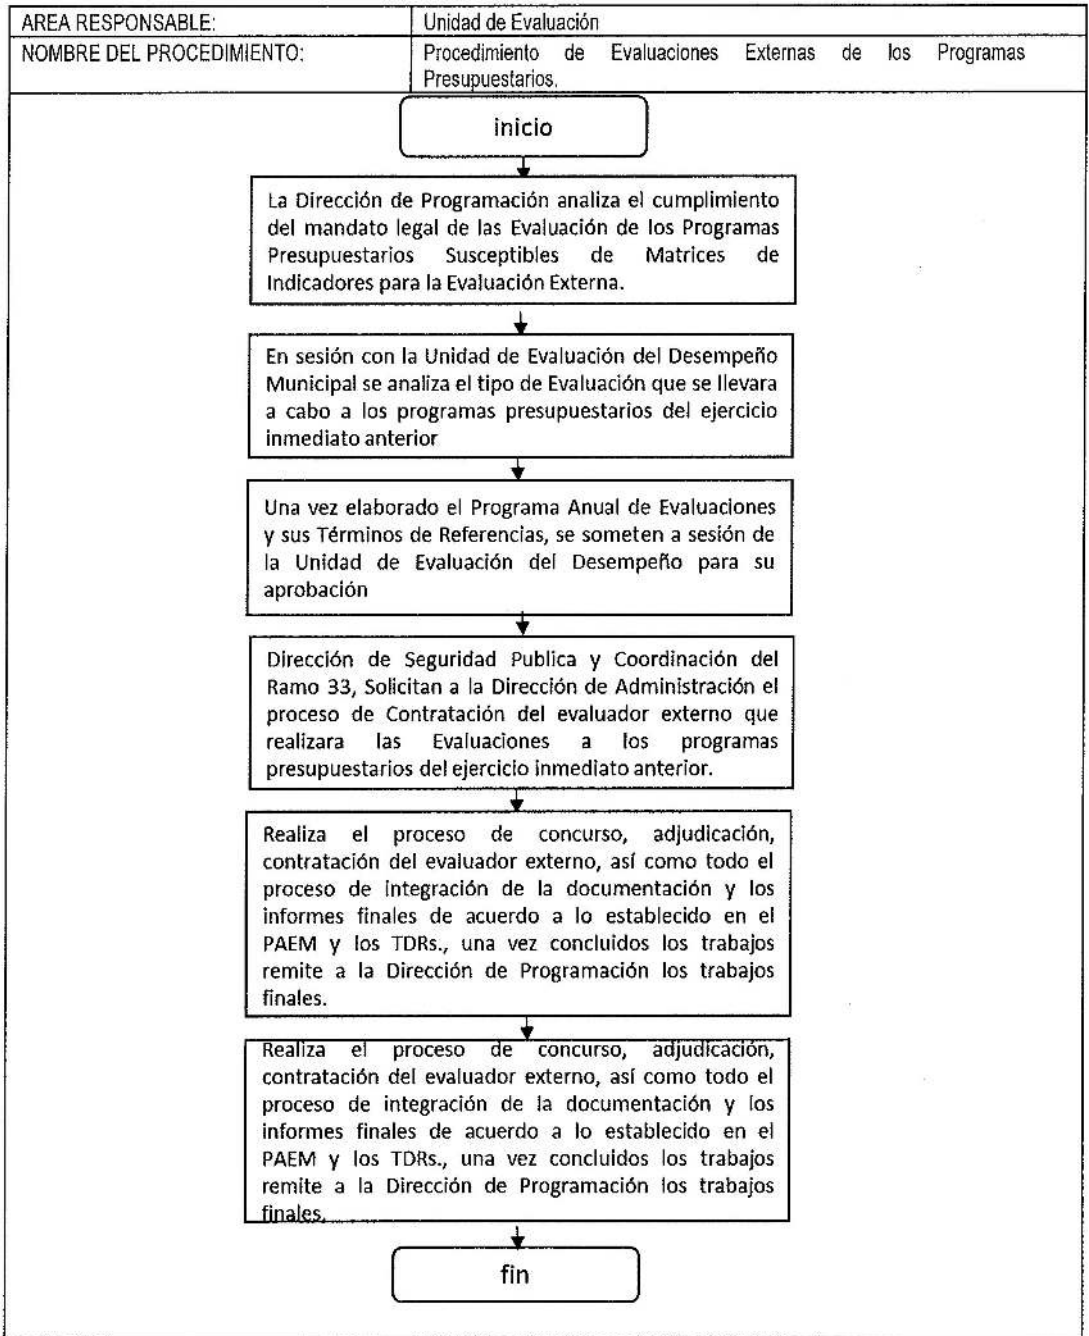 AREA RESPONSABLE: Unidad de Evaluación
NOMBRE DEL PROCEDIMIENTO: Procedimiento de Evaluaciones Externas de los Programas
Presupuestarios.
inicio
La Dirección de Programación analiza el cumplimiento
del mandato legal de las Evaluación de los Programas
Presupuestarios Susceptibles de Matrices de
Indicadores para la Evaluación Externa.
En sesión con la Unidad de Evaluación del Desempeño
Municipal se analiza el tipo de Evaluación que se llevara
a cabo a los programas presupuestarios del ejercicio
inmediato anterior
Una vez elaborado el Programa Anual de Evaluaciones
y sus Términos de Referencias, se someten a sesión de
la Unidad de Evaluación del Desempeño para su
aprobación
Dirección de Seguridad Publica y Coordinación del
Ramo 33, Solicitan a la Dirección de Administración el
proceso de Contratación del evaluador externo que
realizara las Evaluaciones a los programas
presupuestarios del ejercicio inmediato anterior.
Realiza el proceso de concurso, adjudicación,
contratación del evaluador externo, así como todo el
proceso de integración de la documentación y los
informes finales de acuerdo a lo establecido en el
PAEM y los TDRs., una vez concluidos los trabajos
remite a la Dirección de Programación los trabajos
finales.
Realiza el proceso de concurso, adjudicación,
contratación del evaluador externo, así como todo el
proceso de integración de la documentación y los
informes finales de acuerdo a lo establecido en el
PAEM y los TDRs., una vez concluidos los trabajos
remite a la Dirección de Programación los trabajos
finales.
fin